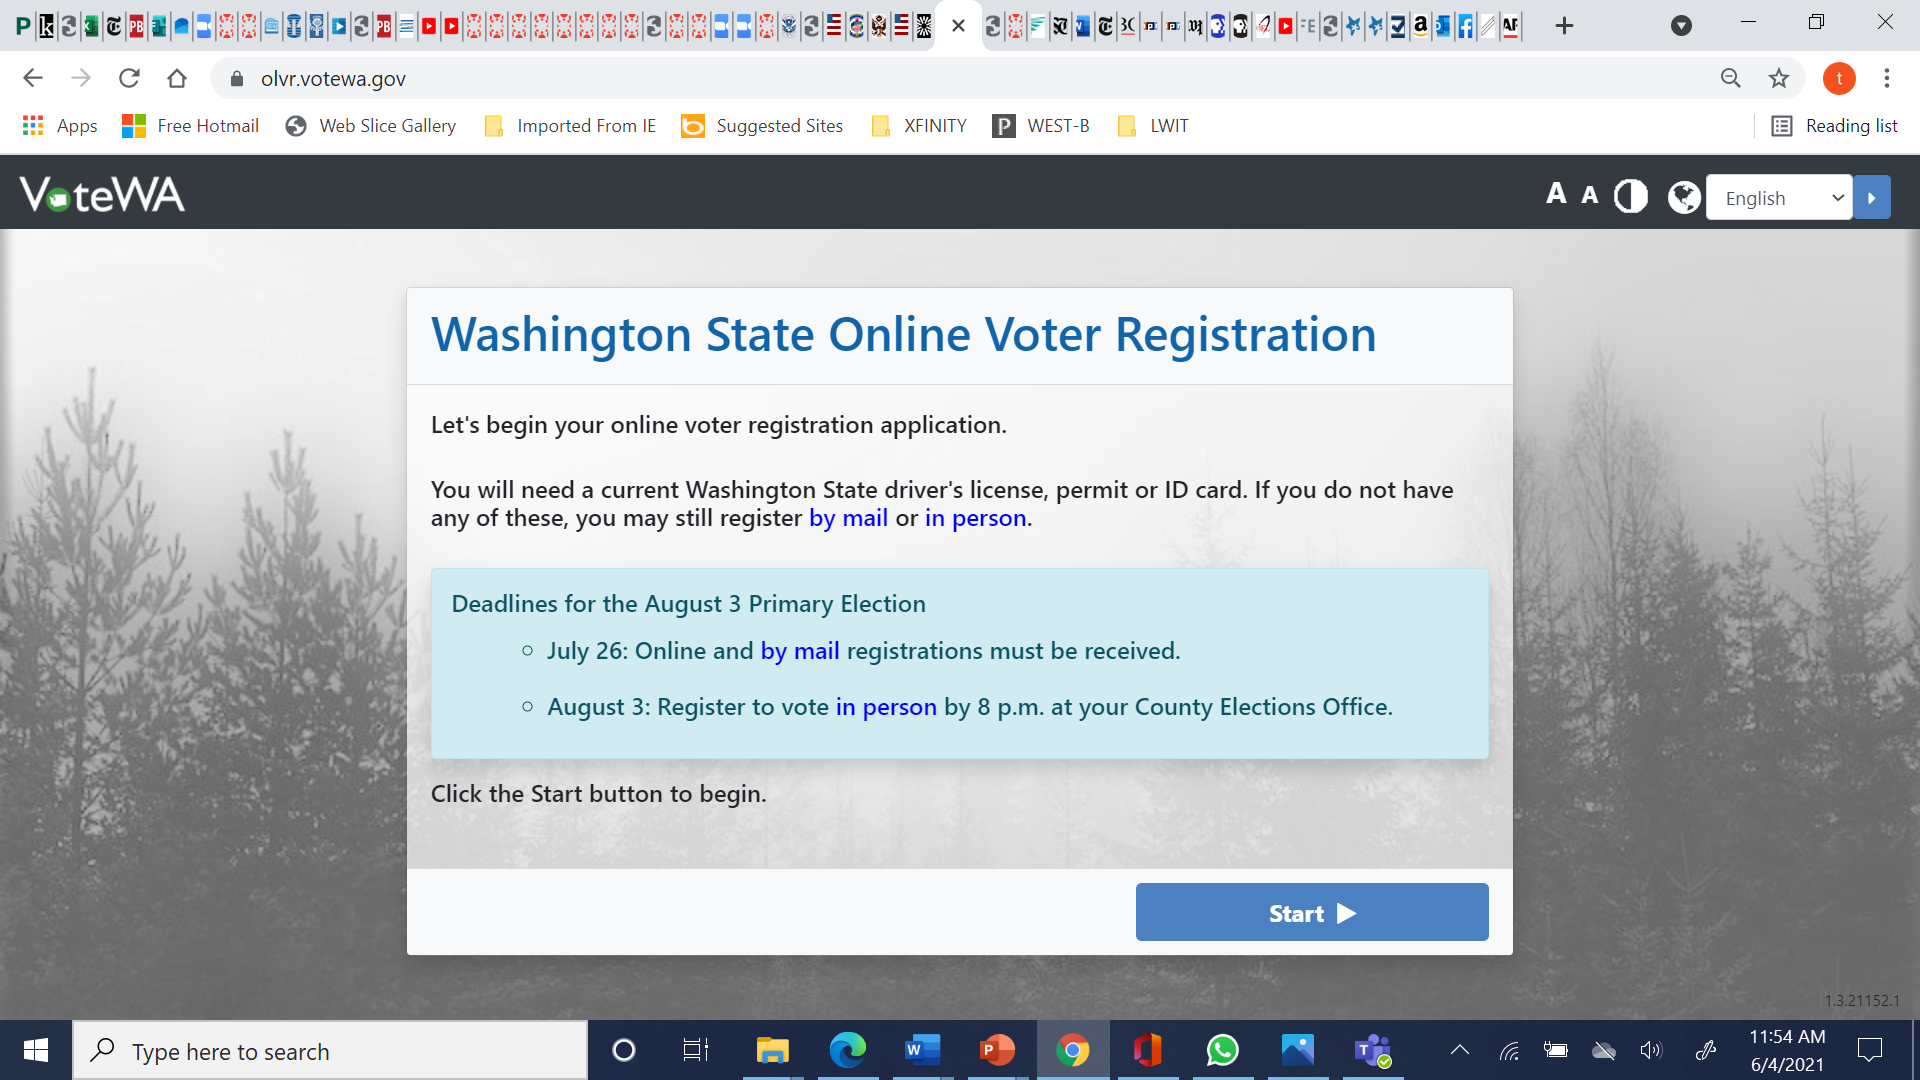 olvr.votewa.gov
Apps Free Hotmail Web Slice Gallery Imported From IE Suggested Sites XFINITY WEST-B LWIT Reading list
VoteWA A A English
Washington State Online Voter Registration
Let's begin your online voter registration application.
You will need a current Washington State driver's license, permit or ID card. If you do not have
any of these, you may still register by mail or in person.
Deadlines for the August 3 Primary Election
July 26: Online and by mail registrations must be received.
August 3: Register to vote in person by 8 p.m. at your County Elections Office.
Click the Start button to begin.
Start
1.3.21152.1
Type here to search
11:54 AM
6/4/2021